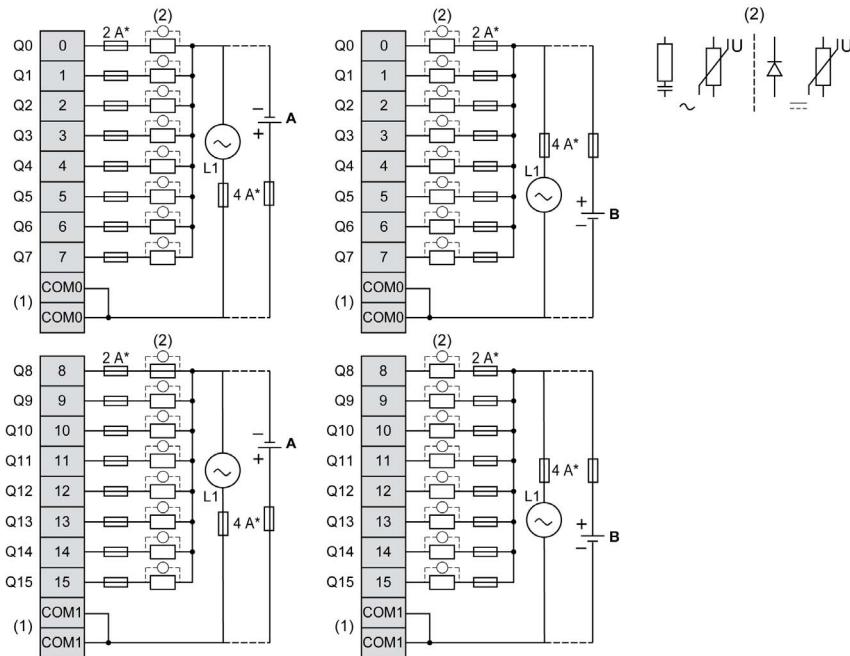 (2)
2 A*
Q0 0
Q1 1
Q2 2
Q3 3
Q4 4
Q5 5
Q6 6
Q7 7
COM0
(1) COM0
L1
4 A*
− A
+
(2)
2 A*
Q0 0
Q1 1
Q2 2
Q3 3
Q4 4
Q5 5
Q6 6
Q7 7
COM0
(1) COM0
4 A*
L1
+
− B
(2)
U
U
(2)
2 A*
Q8 8
Q9 9
Q10 10
Q11 11
Q12 12
Q13 13
Q14 14
Q15 15
COM1
(1) COM1
L1
4 A*
− A
+
(2)
2 A*
Q8 8
Q9 9
Q10 10
Q11 11
Q12 12
Q13 13
Q14 14
Q15 15
COM1
(1) COM1
4 A*
L1
+
− B